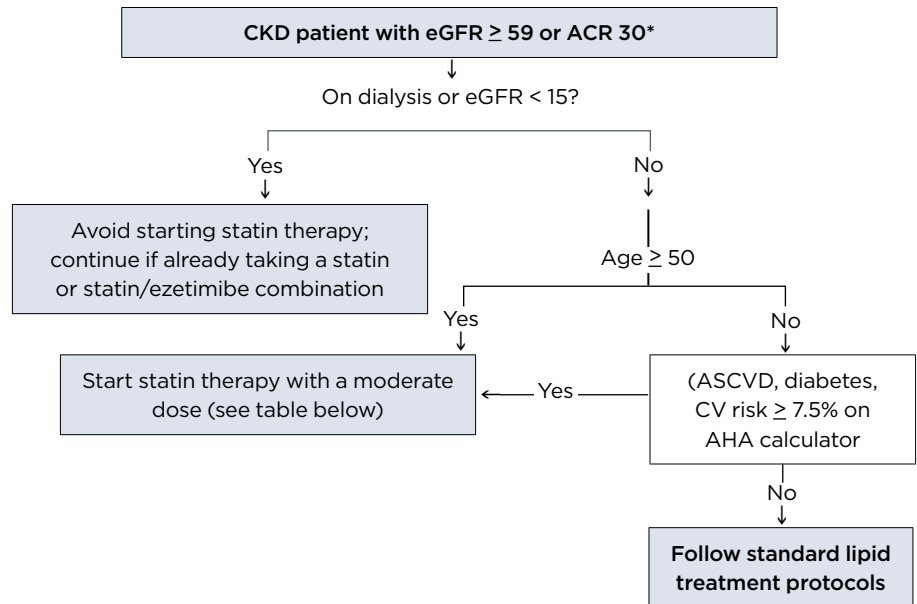 CKD patient with eGFR ≥ 59 or ACR 30*
On dialysis or eGFR < 15?
Yes
No
Avoid starting statin therapy;
continue if already taking a statin
or statin/ezetimibe combination
Age ≥ 50
Yes
No
Start statin therapy with a moderate
dose (see table below)
Yes
(ASCVD, diabetes,
CV risk ≥ 7.5% on
AHA calculator
No
Follow standard lipid
treatment protocols